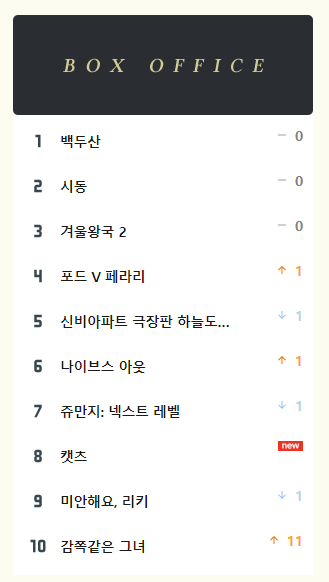 BOX OFFICE
1 백두산 － 0
2 시동 － 0
3 겨울왕국 2 － 0
4 포드 V 페라리 ↑ 1
5 신비아파트 극장판 하늘도... ↓ 1
6 나이브스 아웃 ↑ 1
7 쥬만지: 넥스트 레벨 ↓ 1
8 캣츠 new
9 미안해요, 리키 ↓ 1
10 감쪽같은 그녀 ↑ 11